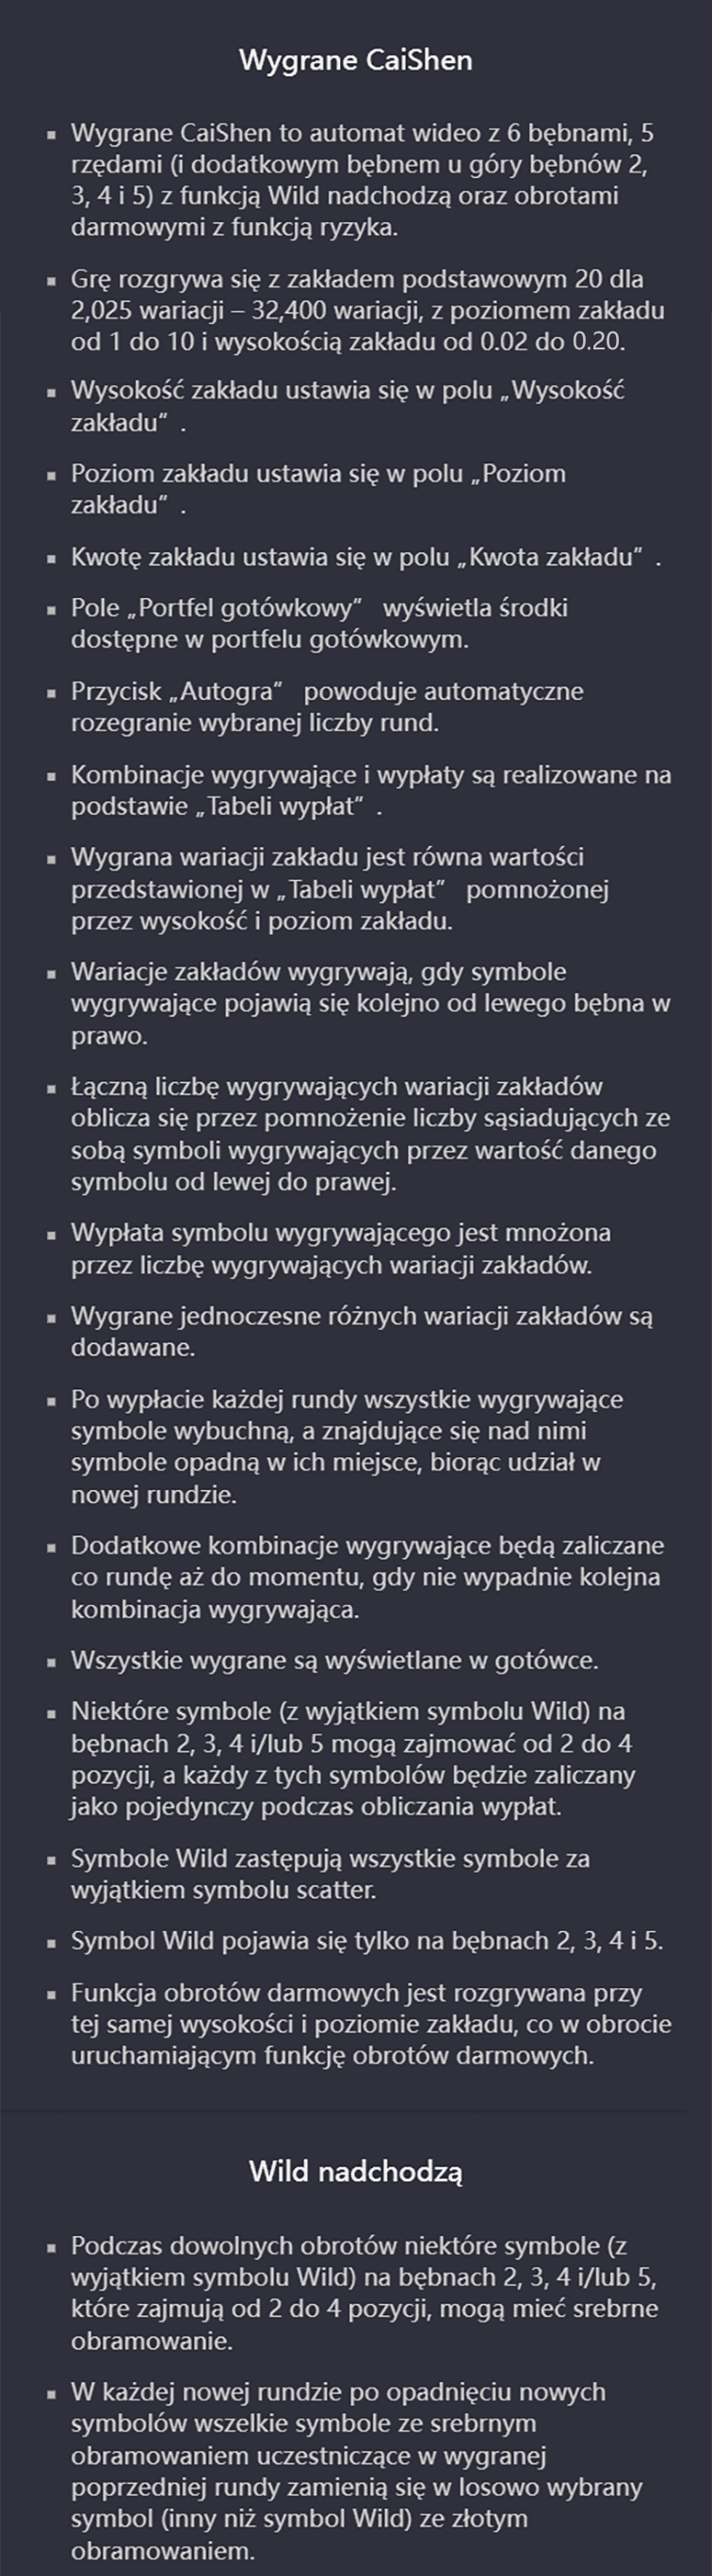 Wygrane CaiShen
▪ Wygrane CaiShen to automat wideo z 6 bębnami, 5
rzędami (i dodatkowym bębnem u góry bębnów 2,
3, 4 i 5) z funkcją Wild nadchodzą oraz obrotami
darmowymi z funkcją ryzyka.
▪ Grę rozgrywa się z zakładem podstawowym 20 dla
2,025 wariacji – 32,400 wariacji, z poziomem zakładu
od 1 do 10 i wysokością zakładu od 0.02 do 0.20.
▪ Wysokość zakładu ustawia się w polu „Wysokość
zakładu” .
▪ Poziom zakładu ustawia się w polu „Poziom
zakładu” .
▪ Kwotę zakładu ustawia się w polu „Kwota zakładu” .
▪ Pole „Portfel gotówkowy” wyświetla środki
dostępne w portfelu gotówkowym.
▪ Przycisk „Autogra” powoduje automatyczne
rozegranie wybranej liczby rund.
▪ Kombinacje wygrywające i wypłaty są realizowane na
podstawie „Tabeli wypłat” .
▪ Wygrana wariacji zakładu jest równa wartości
przedstawionej w „Tabeli wypłat” pomnożonej
przez wysokość i poziom zakładu.
▪ Wariacje zakładów wygrywają, gdy symbole
wygrywające pojawią się kolejno od lewego bębna w
prawo.
▪ Łączną liczbę wygrywających wariacji zakładów
oblicza się przez pomnożenie liczby sąsiadujących ze
sobą symboli wygrywających przez wartość danego
symbolu od lewej do prawej.
▪ Wypłata symbolu wygrywającego jest mnożona
przez liczbę wygrywających wariacji zakładów.
▪ Wygrane jednoczesne różnych wariacji zakładów są
dodawane.
▪ Po wypłacie każdej rundy wszystkie wygrywające
symbole wybuchną, a znajdujące się nad nimi
symbole opadną w ich miejsce, biorąc udział w
nowej rundzie.
▪ Dodatkowe kombinacje wygrywające będą zaliczane
co rundę aż do momentu, gdy nie wypadnie kolejna
kombinacja wygrywająca.
▪ Wszystkie wygrane są wyświetlane w gotówce.
▪ Niektóre symbole (z wyjątkiem symbolu Wild) na
bębnach 2, 3, 4 i/lub 5 mogą zajmować od 2 do 4
pozycji, a każdy z tych symbolów będzie zaliczany
jako pojedynczy podczas obliczania wypłat.
▪ Symbole Wild zastępują wszystkie symbole za
wyjątkiem symbolu scatter.
▪ Symbol Wild pojawia się tylko na bębnach 2, 3, 4 i 5.
▪ Funkcja obrotów darmowych jest rozgrywana przy
tej samej wysokości i poziomie zakładu, co w obrocie
uruchamiającym funkcję obrotów darmowych.
Wild nadchodzą
▪ Podczas dowolnych obrotów niektóre symbole (z
wyjątkiem symbolu Wild) na bębnach 2, 3, 4 i/lub 5,
które zajmują od 2 do 4 pozycji, mogą mieć srebrne
obramowanie.
▪ W każdej nowej rundzie po opadnięciu nowych
symbolów wszelkie symbole ze srebrnym
obramowaniem uczestniczące w wygranej
poprzedniej rundy zamienią się w losowo wybrany
symbol (inny niż symbol Wild) ze złotym
obramowaniem.